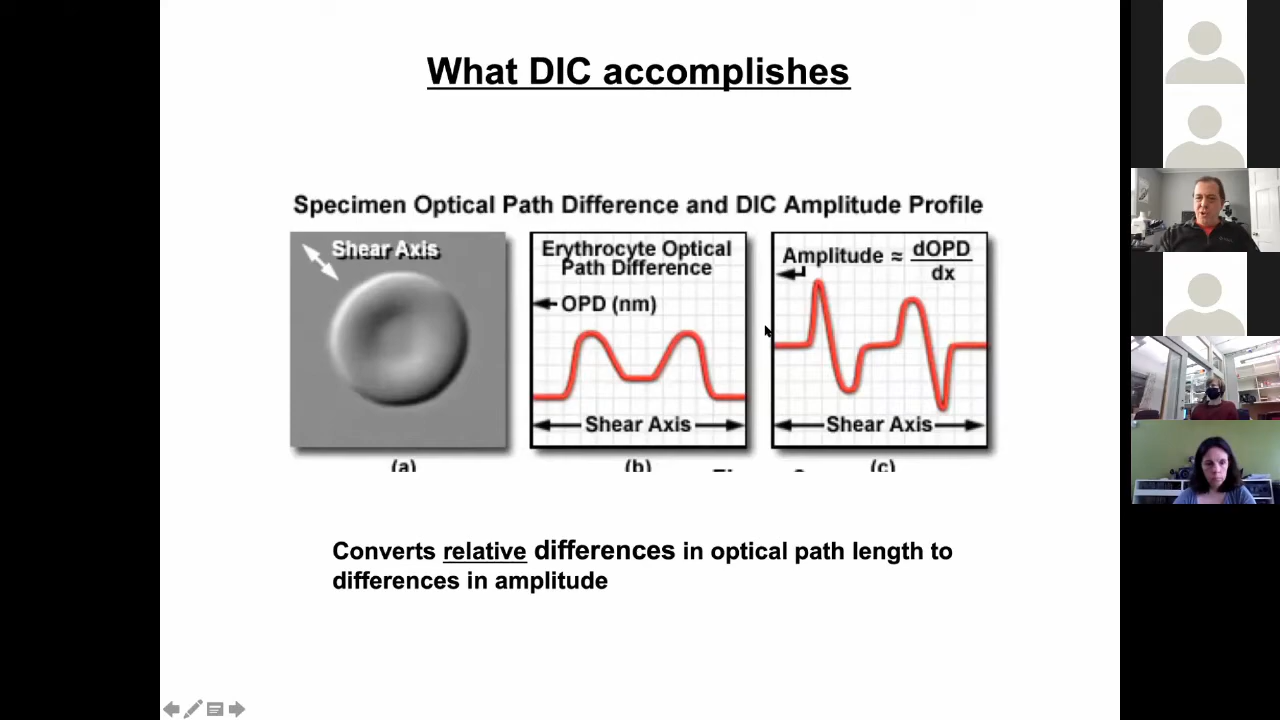 What DIC accomplishes
Specimen Optical Path Difference and DIC Amplitude Profile
Shear Axis
Erythrocyte Optical
Path Difference
OPD (nm)
Shear Axis
Amplitude ≈ dOPD
dx
Shear Axis
(a)
(b)
(c)
Converts relative differences in optical path length to
differences in amplitude